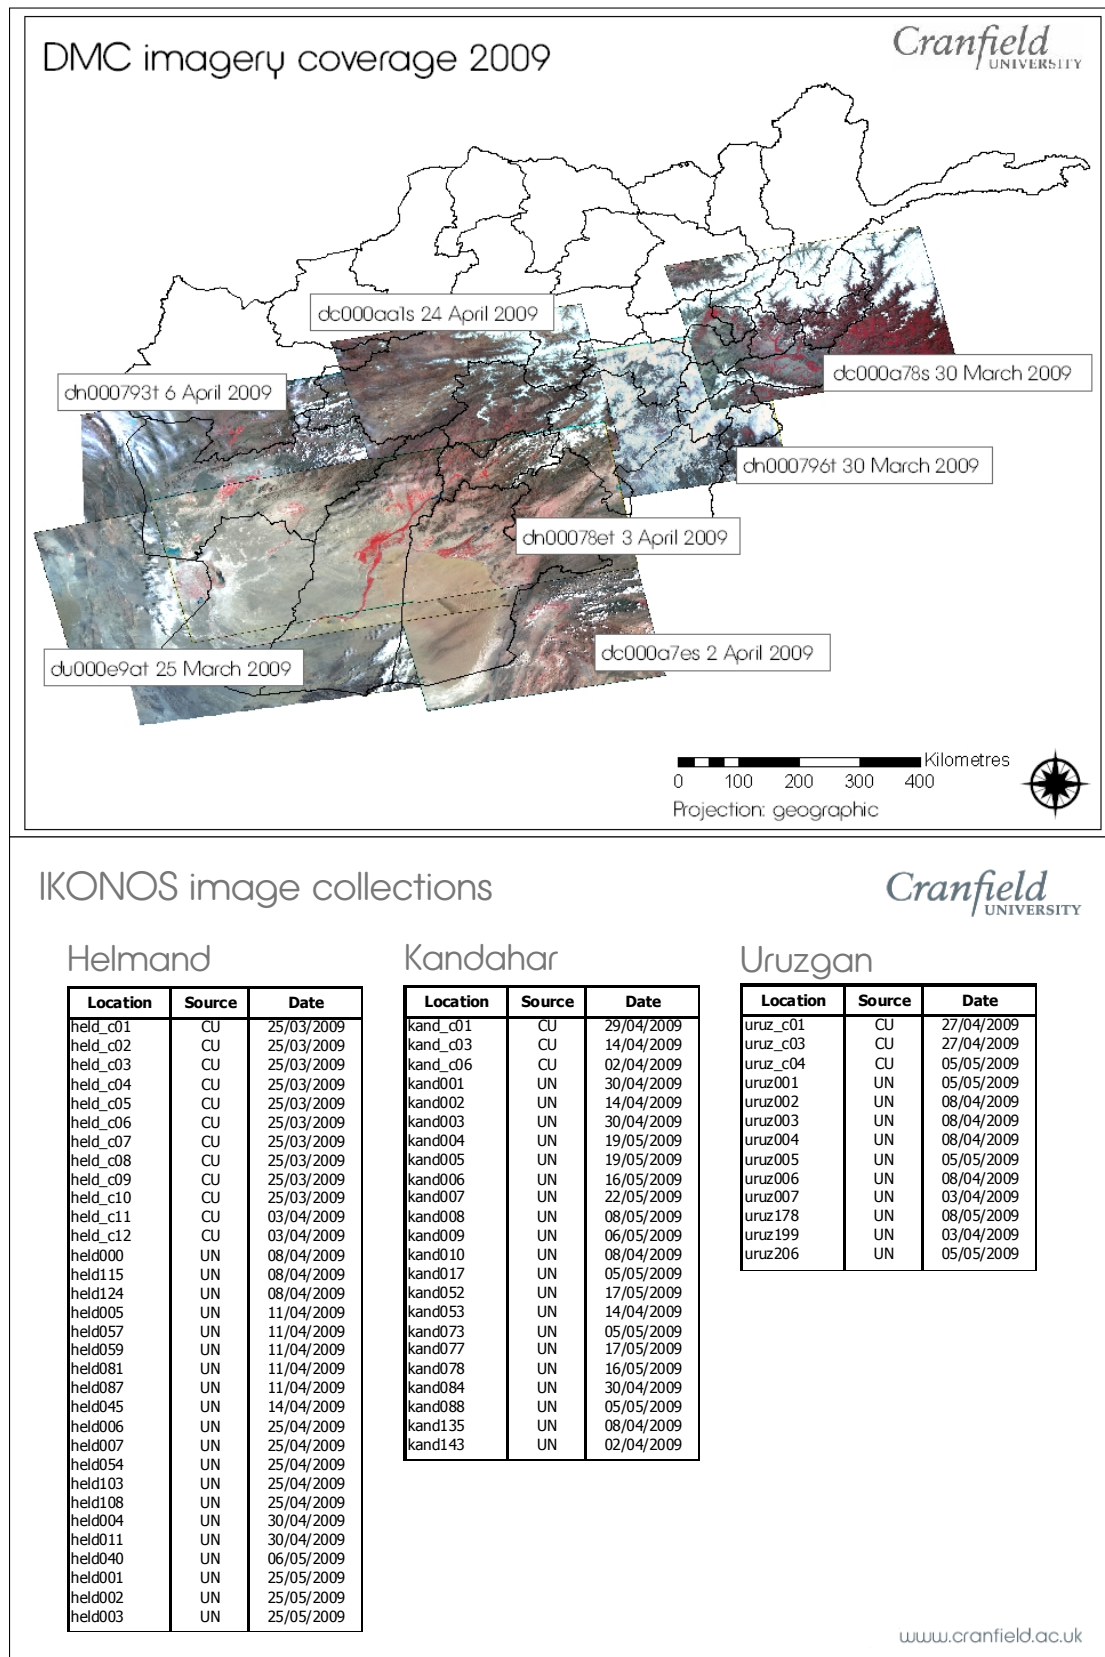 DMC imagery coverage 2009
Cranfield
UNIVERSITY
dc000aa1s 24 April 2009
dn000793t 6 April 2009
dc000a78s 30 March 2009
dn000796t 30 March 2009
dn00078et 3 April 2009
dc000a7es 2 April 2009
du000e9at 25 March 2009
Kilometres
0 100 200 300 400
Projection: geographic
IKONOS image collections
Cranfield
UNIVERSITY
Helmand
Location Source Date
held_c01 CU 25/03/2009
held_c02 CU 25/03/2009
held_c03 CU 25/03/2009
held_c04 CU 25/03/2009
held_c05 CU 25/03/2009
held_c06 CU 25/03/2009
held_c07 CU 25/03/2009
held_c08 CU 25/03/2009
held_c09 CU 25/03/2009
held_c10 CU 25/03/2009
held_c11 CU 03/04/2009
held_c12 CU 03/04/2009
held000 UN 08/04/2009
held115 UN 08/04/2009
held124 UN 08/04/2009
held005 UN 11/04/2009
held057 UN 11/04/2009
held059 UN 11/04/2009
held081 UN 11/04/2009
held087 UN 11/04/2009
held045 UN 14/04/2009
held006 UN 25/04/2009
held007 UN 25/04/2009
held054 UN 25/04/2009
held103 UN 25/04/2009
held108 UN 25/04/2009
held004 UN 30/04/2009
held011 UN 30/04/2009
held040 UN 06/05/2009
held001 UN 25/05/2009
held002 UN 25/05/2009
held003 UN 25/05/2009
Kandahar
Location Source Date
kand_c01 CU 29/04/2009
kand_c03 CU 14/04/2009
kand_c06 CU 02/04/2009
kand001 UN 30/04/2009
kand002 UN 14/04/2009
kand003 UN 30/04/2009
kand004 UN 19/05/2009
kand005 UN 19/05/2009
kand006 UN 16/05/2009
kand007 UN 22/05/2009
kand008 UN 08/05/2009
kand009 UN 06/05/2009
kand010 UN 08/04/2009
kand017 UN 05/05/2009
kand052 UN 17/05/2009
kand053 UN 14/04/2009
kand073 UN 05/05/2009
kand077 UN 17/05/2009
kand078 UN 16/05/2009
kand084 UN 30/04/2009
kand088 UN 05/05/2009
kand135 UN 08/04/2009
kand143 UN 02/04/2009
Uruzgan
Location Source Date
uruz_c01 CU 27/04/2009
uruz_c03 CU 27/04/2009
uruz_c04 CU 05/05/2009
uruz001 UN 05/05/2009
uruz002 UN 08/04/2009
uruz003 UN 08/04/2009
uruz004 UN 08/04/2009
uruz005 UN 05/05/2009
uruz006 UN 08/04/2009
uruz007 UN 03/04/2009
uruz178 UN 08/05/2009
uruz199 UN 03/04/2009
uruz206 UN 05/05/2009
www.cranfield.ac.uk